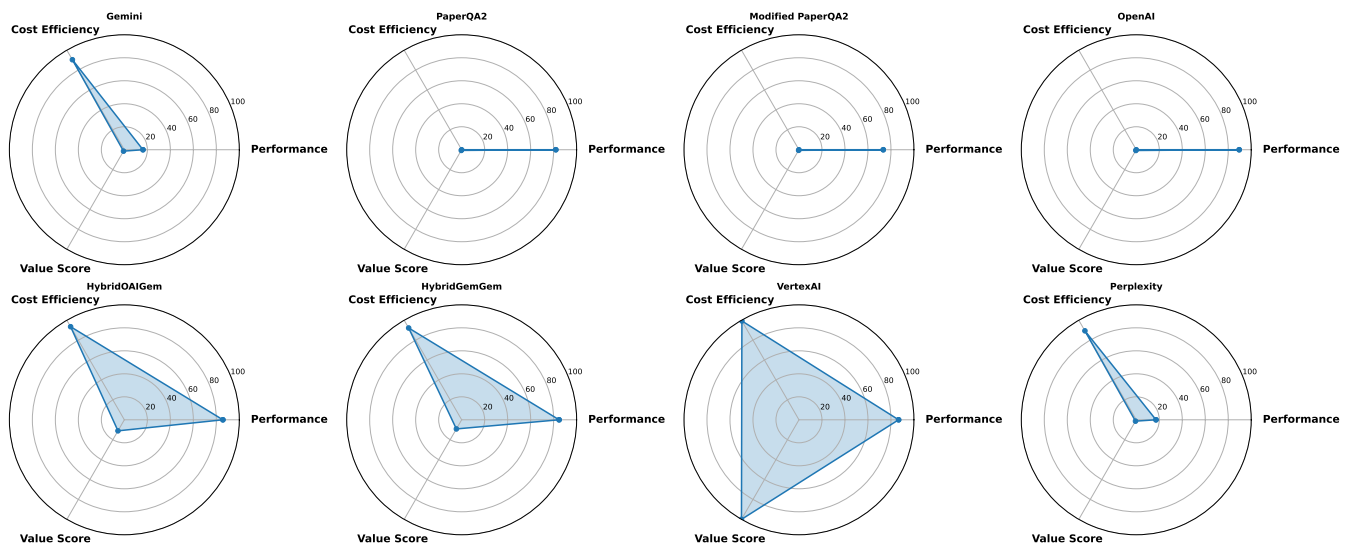 Gemini
Cost Efficiency
100
80
60
40
20
Performance
Value Score
PaperQA2
Cost Efficiency
100
80
60
40
20
Performance
Value Score
Modified PaperQA2
Cost Efficiency
100
80
60
40
20
Performance
Value Score
OpenAI
Cost Efficiency
100
80
60
40
20
Performance
Value Score
HybridOAIGem
Cost Efficiency
100
80
60
40
20
Performance
Value Score
HybridGemGem
Cost Efficiency
100
80
60
40
20
Performance
Value Score
VertexAI
Cost Efficiency
100
80
60
40
20
Performance
Value Score
Perplexity
Cost Efficiency
100
80
60
40
20
Performance
Value Score